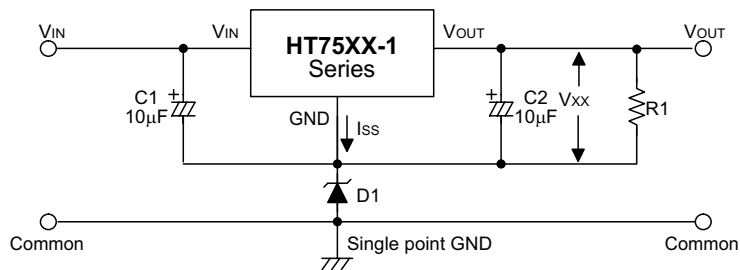 VIN
VIN
HT75XX-1
Series
VOUT
VOUT
C1
10μF
GND
ISS
C2
10μF
VXX
R1
D1
Common
Single point GND
Common